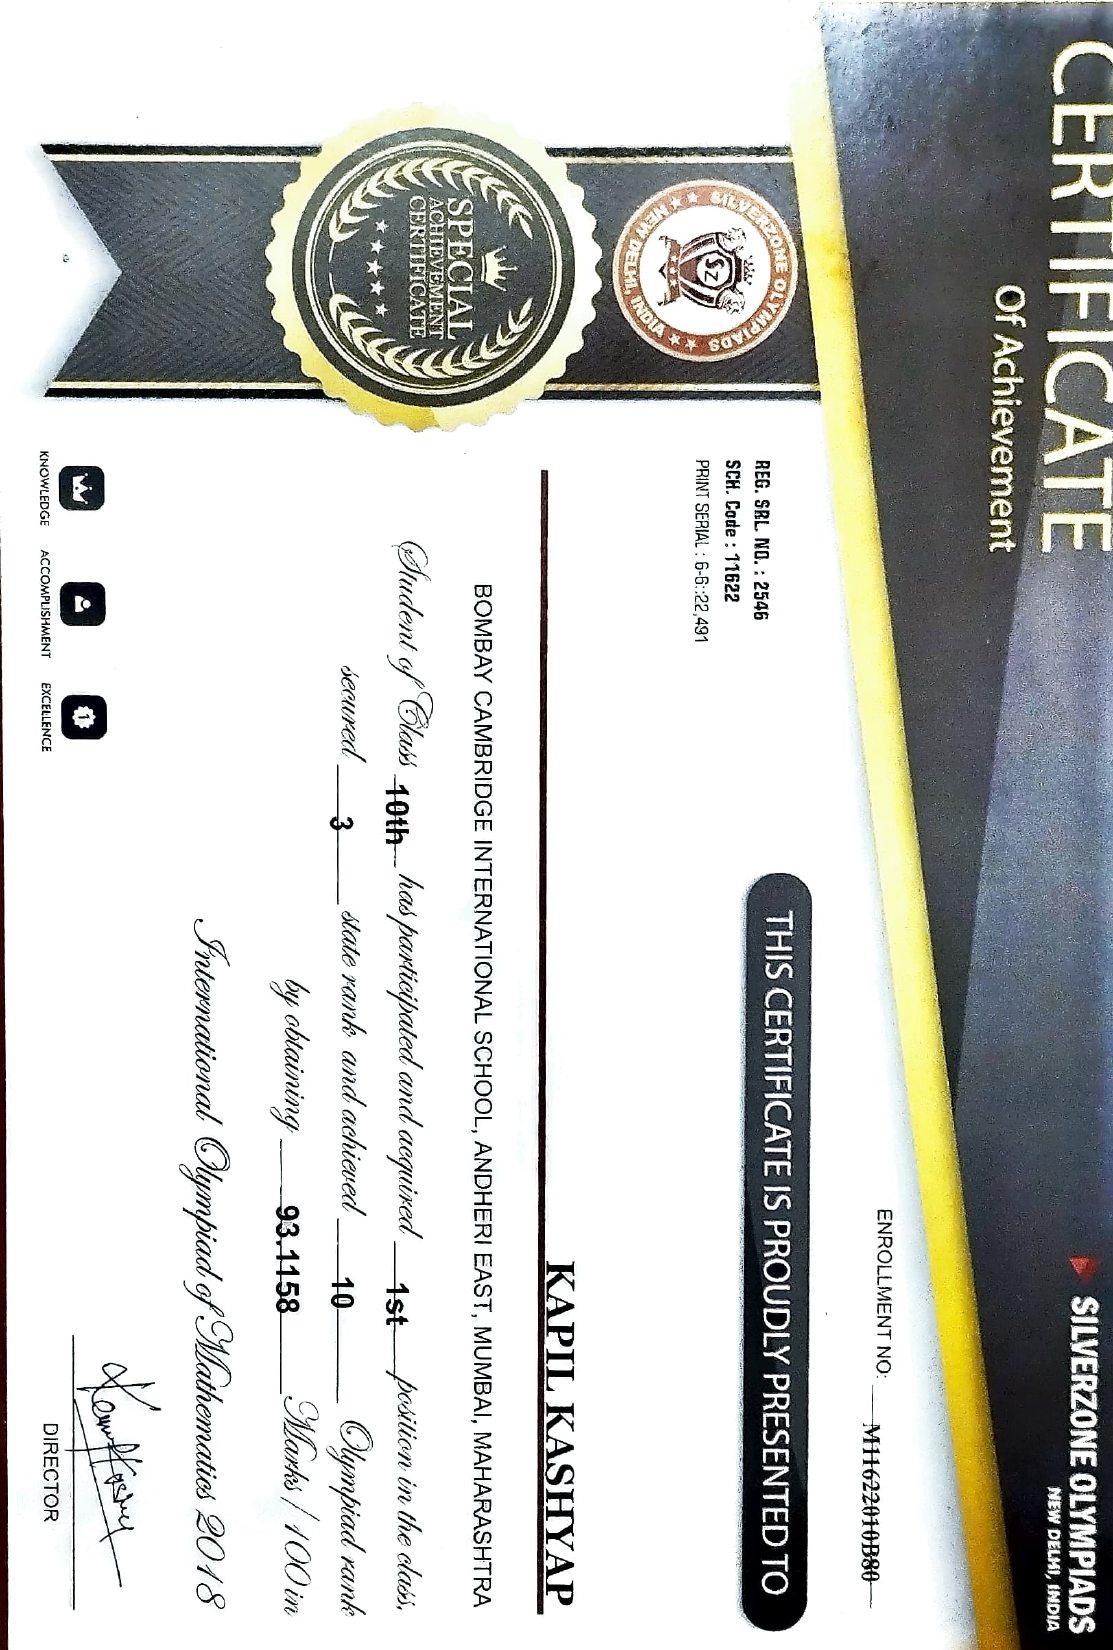 CERTIFICATE
Of Achievement
SILVERZONE OLYMPIADS
NEW DELHI, INDIA
ENROLLMENT NO: M11622010B80
SILVERZONE OLYMPIADS
SZ
NEW DELHI, INDIA
THIS CERTIFICATE IS PROUDLY PRESENTED TO
REG. SRL. NO. : 2546
SCH. Code : 11622
PRINT SERIAL : 6-6::22,491
KAPIL KASHYAP
SPECIAL
ACHIEVEMENT
CERTIFICATE
BOMBAY CAMBRIDGE INTERNATIONAL SCHOOL, ANDHERI EAST, MUMBAI, MAHARASHTRA
Student of Class 10th has participated and acquired 1st position in the class,
secured 3 state rank and achieved 10 Olympiad rank
by obtaining 93.1158 Marks / 100 in
International Olympiad of Mathematics 2018
KNOWLEDGE ACCOMPLISHMENT EXCELLENCE
DIRECTOR